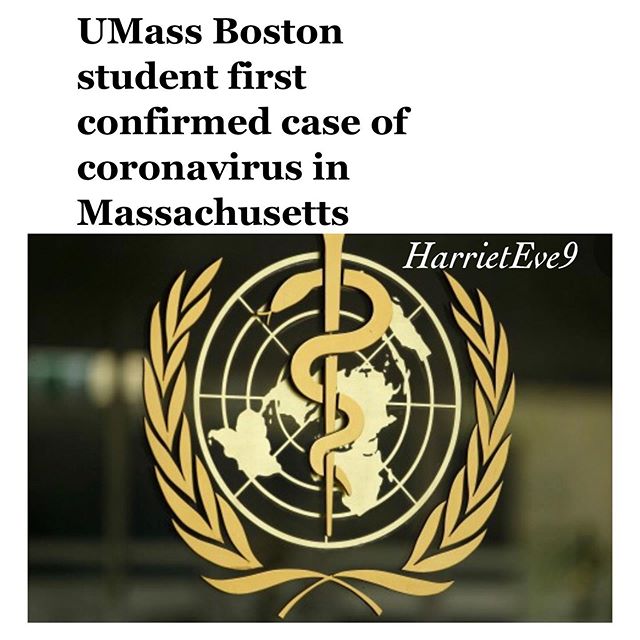 UMass Boston
student first
confirmed case of
coronavirus in
Massachusetts
HarrietEve9